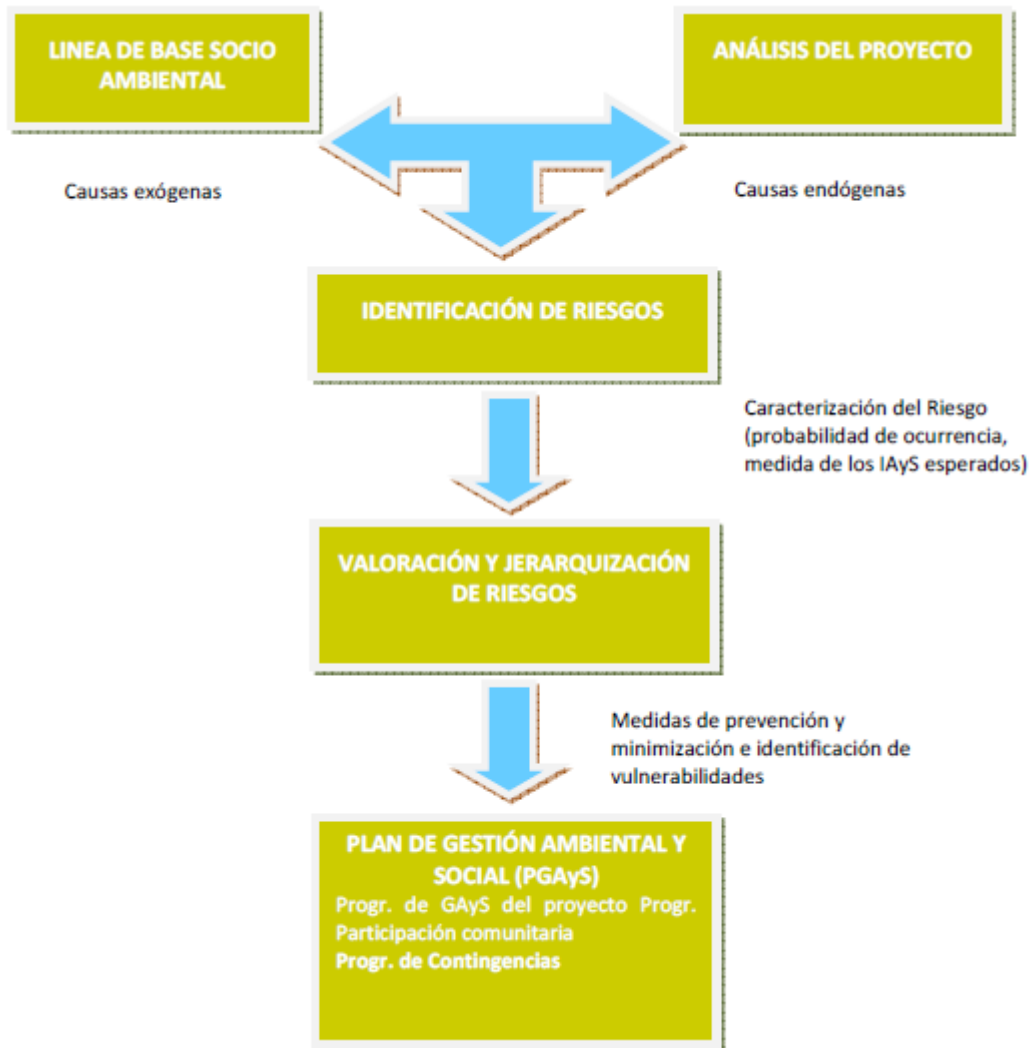 LINEA DE BASE SOCIO
AMBIENTAL
ANÁLISIS DEL PROYECTO
Causas exógenas
Causas endógenas
IDENTIFICACIÓN DE RIESGOS
Caracterización del Riesgo
(probabilidad de ocurrencia,
medida de los IAyS esperados)
VALORACIÓN Y JERARQUIZACIÓN
DE RIESGOS
Medidas de prevención y
minimización e identificación de
vulnerabilidades
PLAN DE GESTIÓN AMBIENTAL Y
SOCIAL (PGAyS)
Progr. de GAyS del proyecto Progr.
Participación comunitaria
Progr. de Contingencias